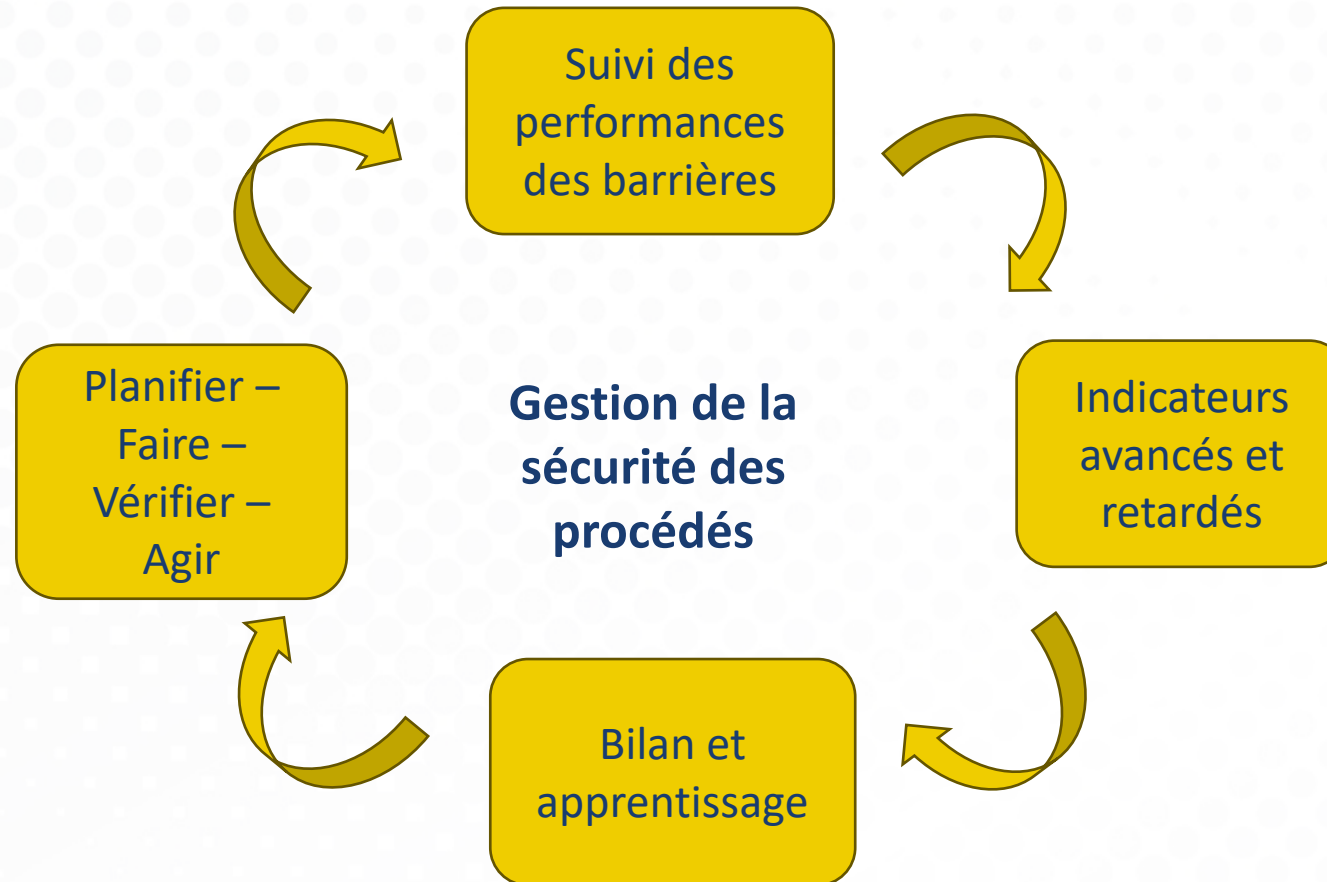 Suivi des
performances
des barrières
Planifier –
Faire –
Vérifier –
Agir
Gestion de la
sécurité des
procédés
Indicateurs
avancés et
retardés
Bilan et
apprentissage